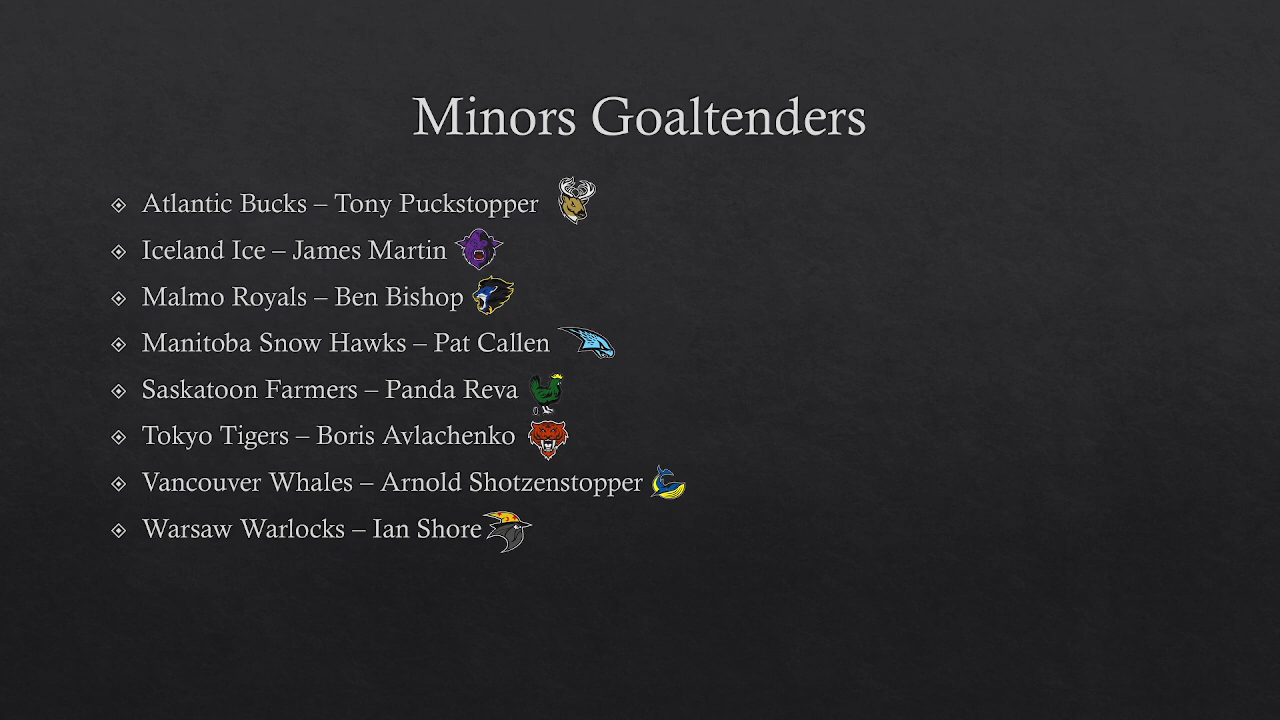 Minors Goaltenders
Atlantic Bucks – Tony Puckstopper
Iceland Ice – James Martin
Malmo Royals – Ben Bishop
Manitoba Snow Hawks – Pat Callen
Saskatoon Farmers – Panda Reva
Tokyo Tigers – Boris Avlachenko
Vancouver Whales – Arnold Shotzenstopper
Warsaw Warlocks – Ian Shore